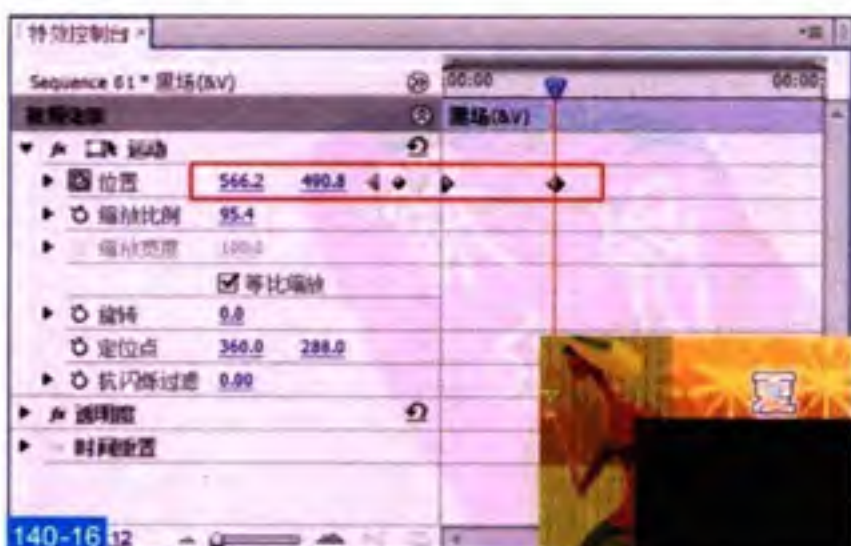 特效控制台 ×
Sequence 61 * 黑场(&V)
:00:00 00:00:
视频效果 黑场(&V)
fx 运动
位置 566.2 490.8
缩放比例 95.4
缩放宽度 100.0
等比缩放
旋转 0.0
定位点 360.0 288.0
抗闪烁过滤 0.00
fx 透明度
时间重置
140-16 12